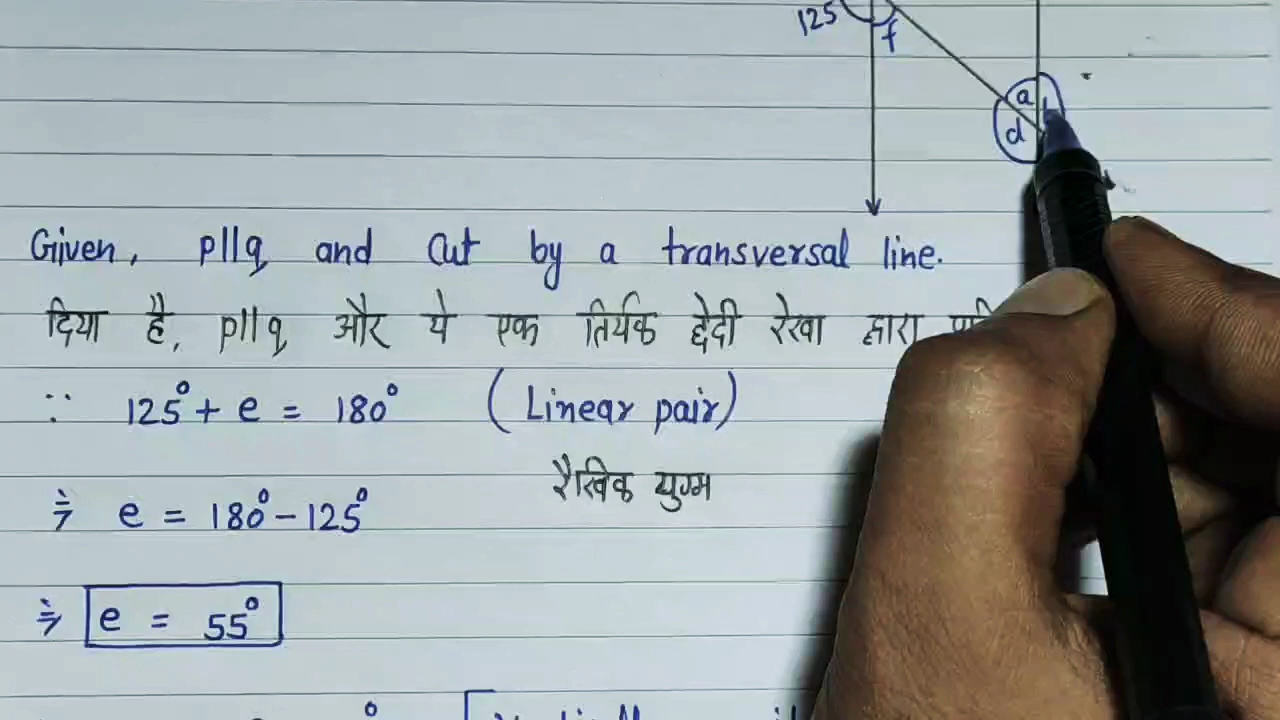 125
f
a
d
Given, p||q and Cut by a transversal line.
दिया है, p||q और ये एक तिर्यक छेदी रेखा द्वारा
∵ 125° + e = 180° (Linear pair)
रैखिक युग्म
⇒ e = 180° - 125°
⇒ e = 55°